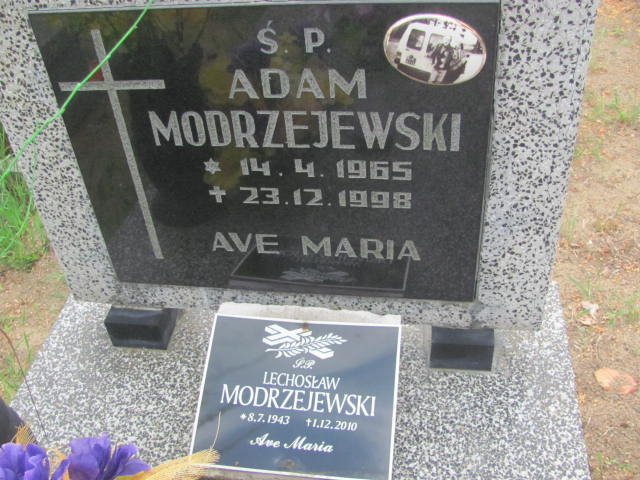 Ś. P.
ADAM
MODRZEJEWSKI
* 14. 4. 1965
† 23.12.1998
AVE MARIA
Ś.P.
LECHOSŁAW
MODRZEJEWSKI
*8.7.1943 †1.12.2010
Ave Maria